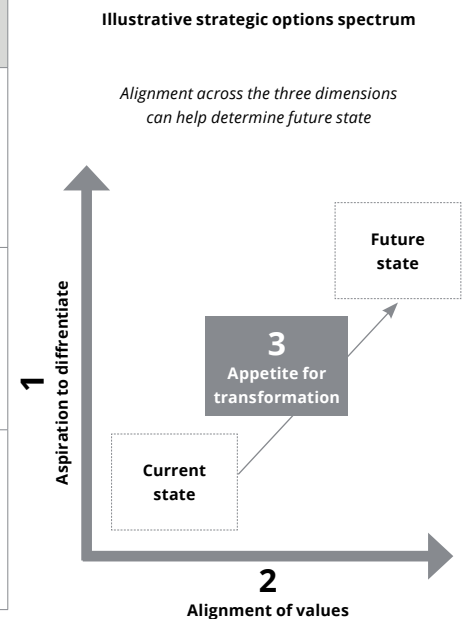 Illustrative strategic options spectrum
Alignment across the three dimensions
can help determine future state
Future
state
3
Appetite for
transformation
1
Aspiration to differentiate
Current
state
2
Alignment of values